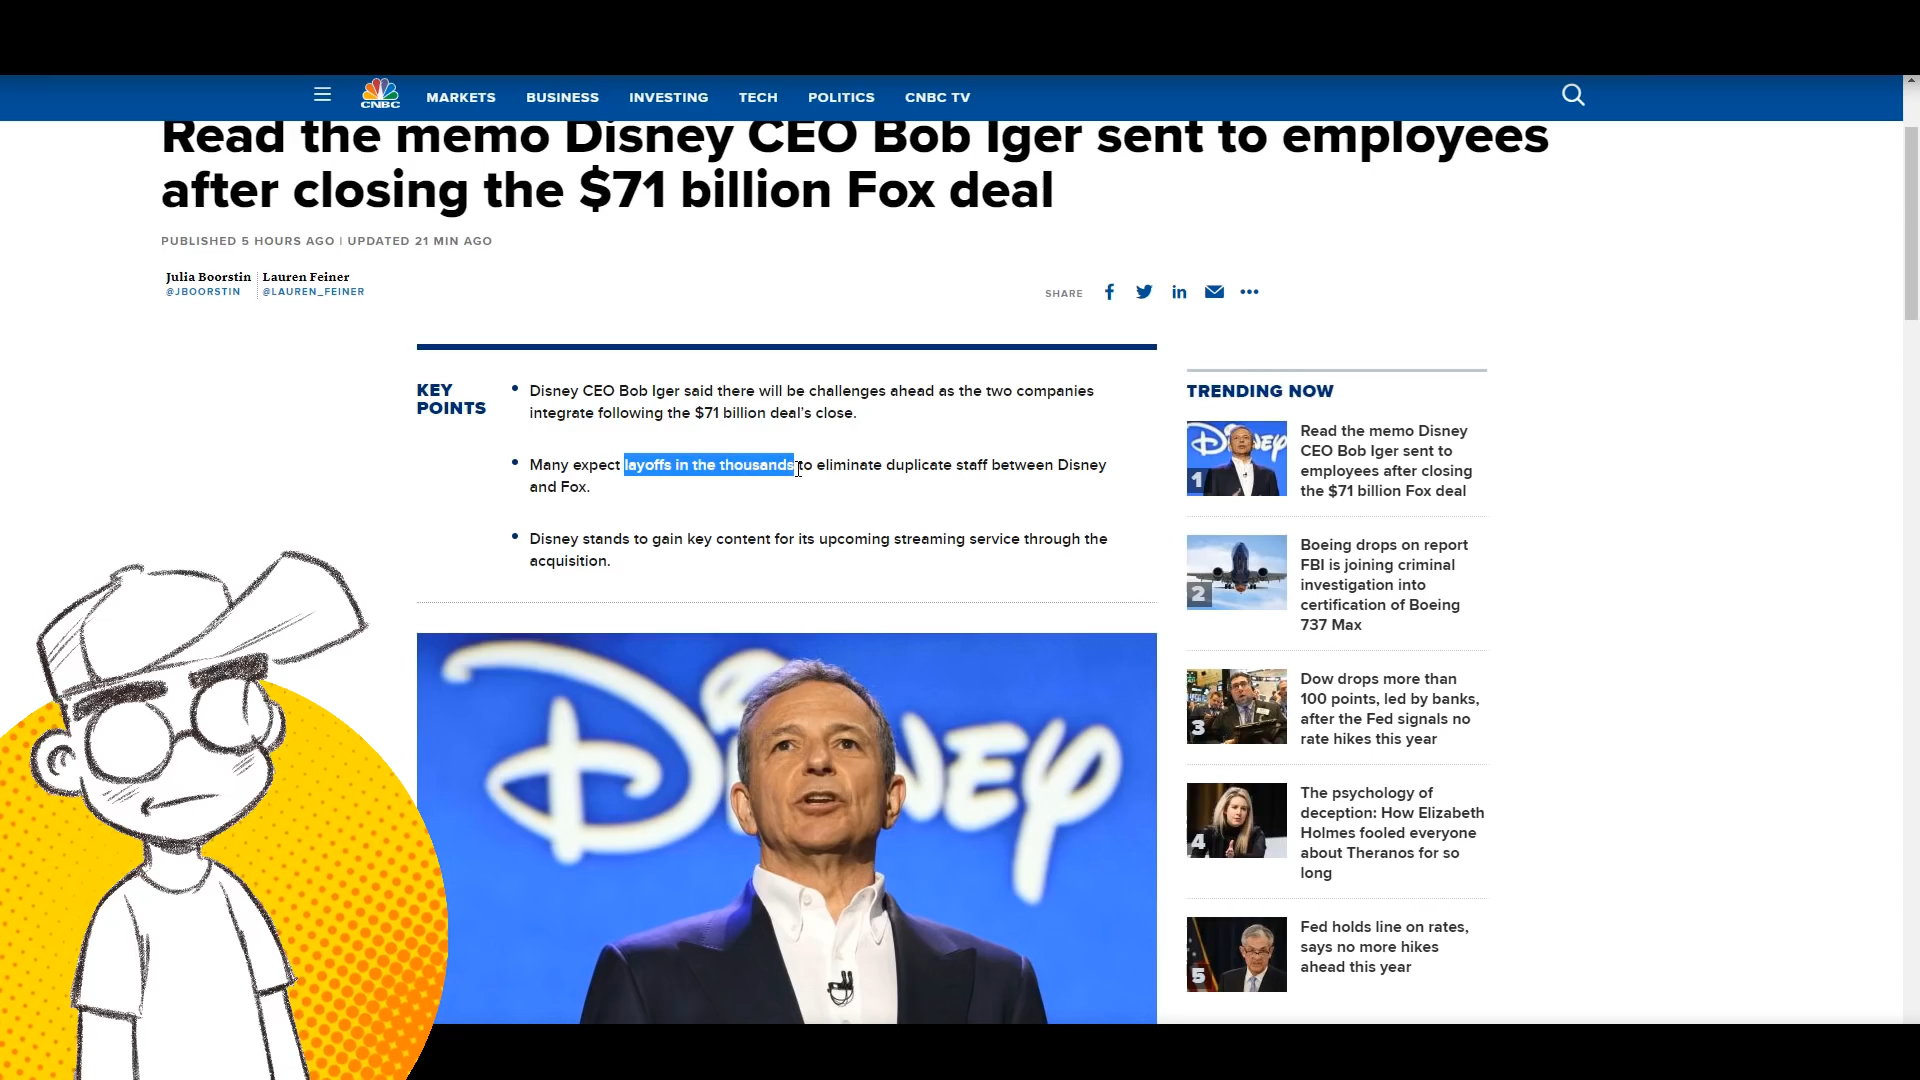 CNBC
MARKETS BUSINESS INVESTING TECH POLITICS CNBC TV
Read the memo Disney CEO Bob Iger sent to employees
after closing the $71 billion Fox deal
PUBLISHED 5 HOURS AGO | UPDATED 21 MIN AGO
Julia Boorstin Lauren Feiner
@JBOORSTIN @LAUREN_FEINER
SHARE
KEY
POINTS
• Disney CEO Bob Iger said there will be challenges ahead as the two companies
integrate following the $71 billion deal's close.
• Many expect layoffs in the thousands to eliminate duplicate staff between Disney
and Fox.
• Disney stands to gain key content for its upcoming streaming service through the
acquisition.
DISNEY
TRENDING NOW
DISNEY
1
Read the memo Disney
CEO Bob Iger sent to
employees after closing
the $71 billion Fox deal
2
Boeing drops on report
FBI is joining criminal
investigation into
certification of Boeing
737 Max
3
Dow drops more than
100 points, led by banks,
after the Fed signals no
rate hikes this year
4
The psychology of
deception: How Elizabeth
Holmes fooled everyone
about Theranos for so
long
5
Fed holds line on rates,
says no more hikes
ahead this year